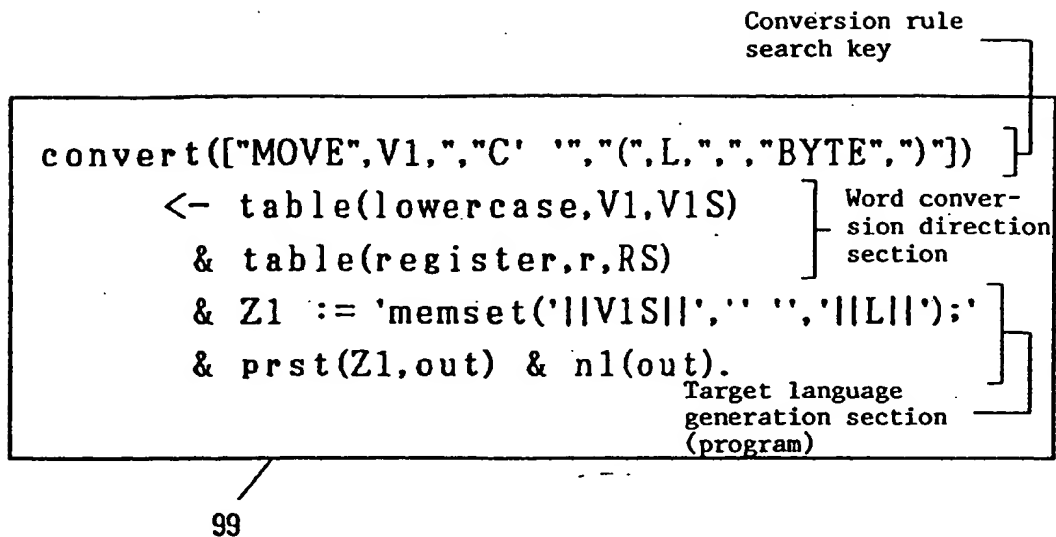 Conversion rule
search key
convert(["MOVE",V1,",","C' '","(",L,",","BYTE",")"])
<- table(lowercase,V1,V1S)
& table(register,r,RS)
Word conver-
sion direction
section
& Z1 := 'memset('||V1S||','' '','||L||');'
& prst(Z1,out) & nl(out).
Target language
generation section
(program)
99